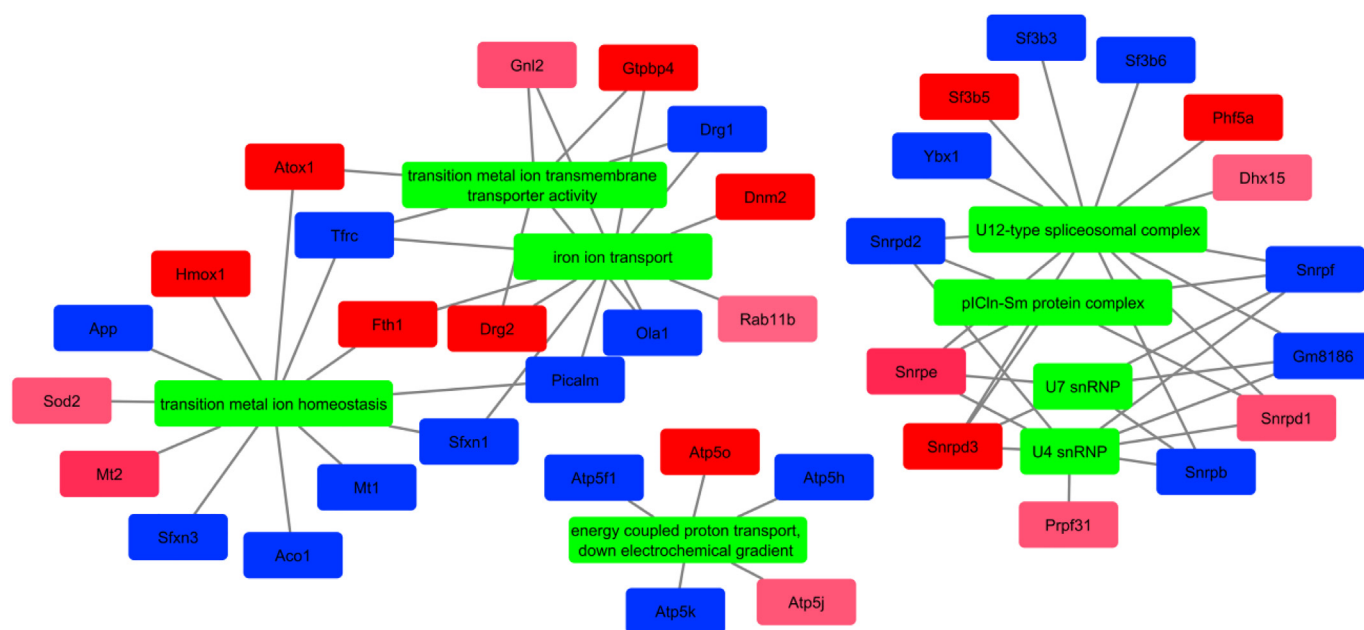 Gnl2
Gtpbp4
Drg1
Atox1
transition metal ion transmembrane
transporter activity
Dnm2
Tfrc
iron ion transport
Hmox1
Fth1
Drg2
Ola1
Rab11b
App
Picalm
Sod2
transition metal ion homeostasis
Sfxn1
Mt2
Mt1
Sfxn3
Aco1
Atp5o
Atp5f1
Atp5h
energy coupled proton transport,
down electrochemical gradient
Atp5k
Atp5j
Sf3b3
Sf3b6
Sf3b5
Phf5a
Ybx1
Dhx15
U12-type spliceosomal complex
Snrpd2
Snrpf
pICln-Sm protein complex
Gm8186
Snrpe
U7 snRNP
Snrpd1
Snrpd3
U4 snRNP
Snrpb
Prpf31